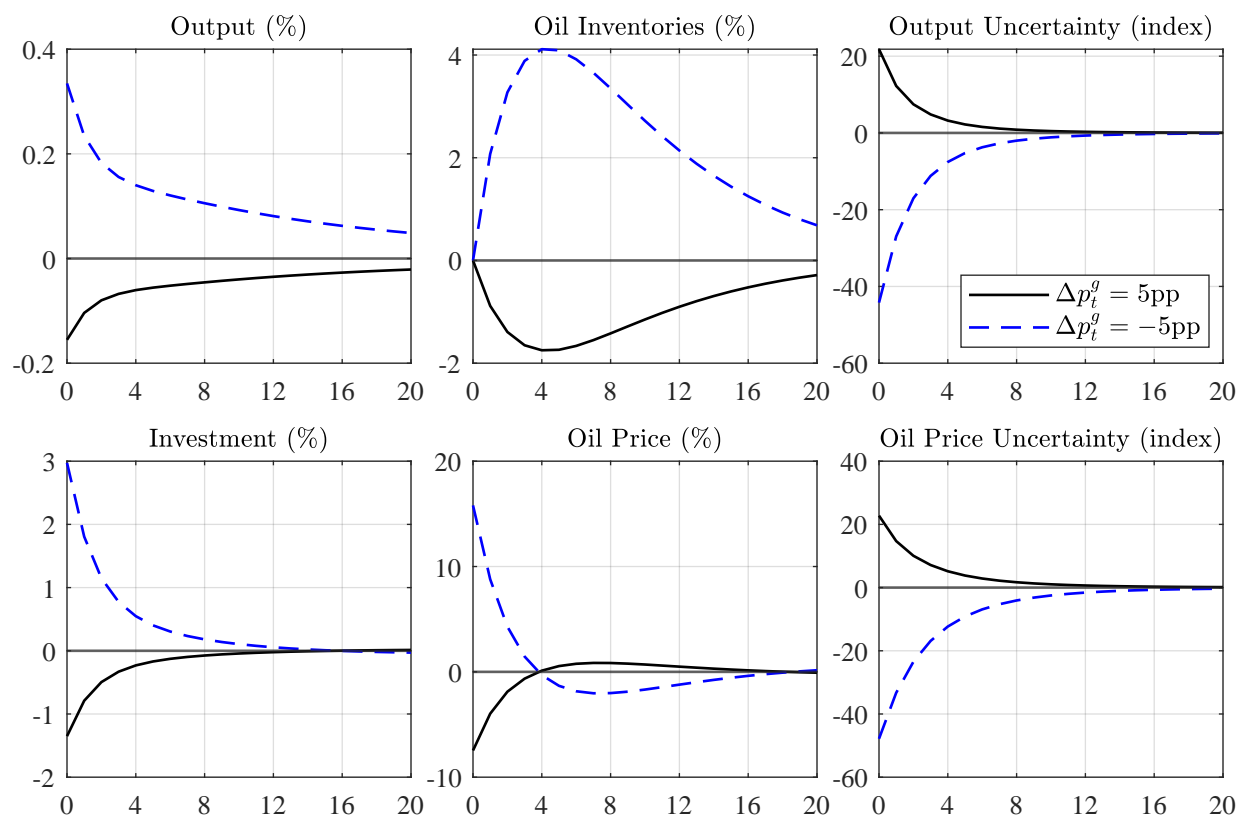 Output (%)
0.4
0.2
0
-0.2
0 4 8 12 16 20
Oil Inventories (%)
4
2
0
-2
0 4 8 12 16 20
Output Uncertainty (index)
20
0
-20
-40
-60
0 4 8 12 16 20
Δp_t^g = 5pp
Δp_t^g = −5pp
Investment (%)
3
2
1
0
-1
-2
0 4 8 12 16 20
Oil Price (%)
20
10
0
-10
0 4 8 12 16 20
Oil Price Uncertainty (index)
40
20
0
-20
-40
-60
0 4 8 12 16 20